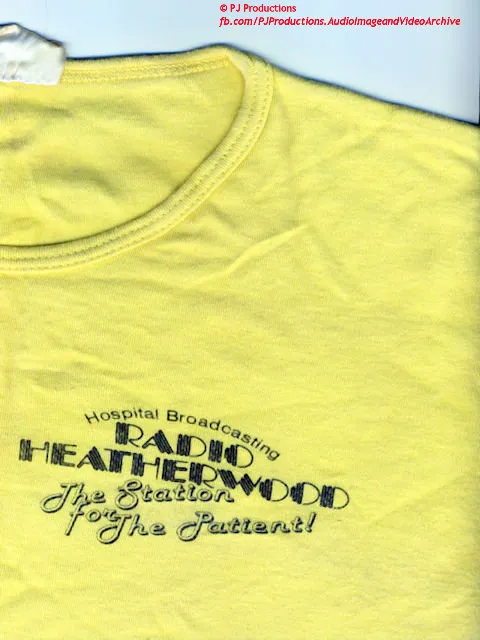 © PJ Productions
fb.com/PJProductions.AudioImageandVideoArchive
Hospital Broadcasting
RADIO
HEATHERWOOD
The Station
for The Patient!